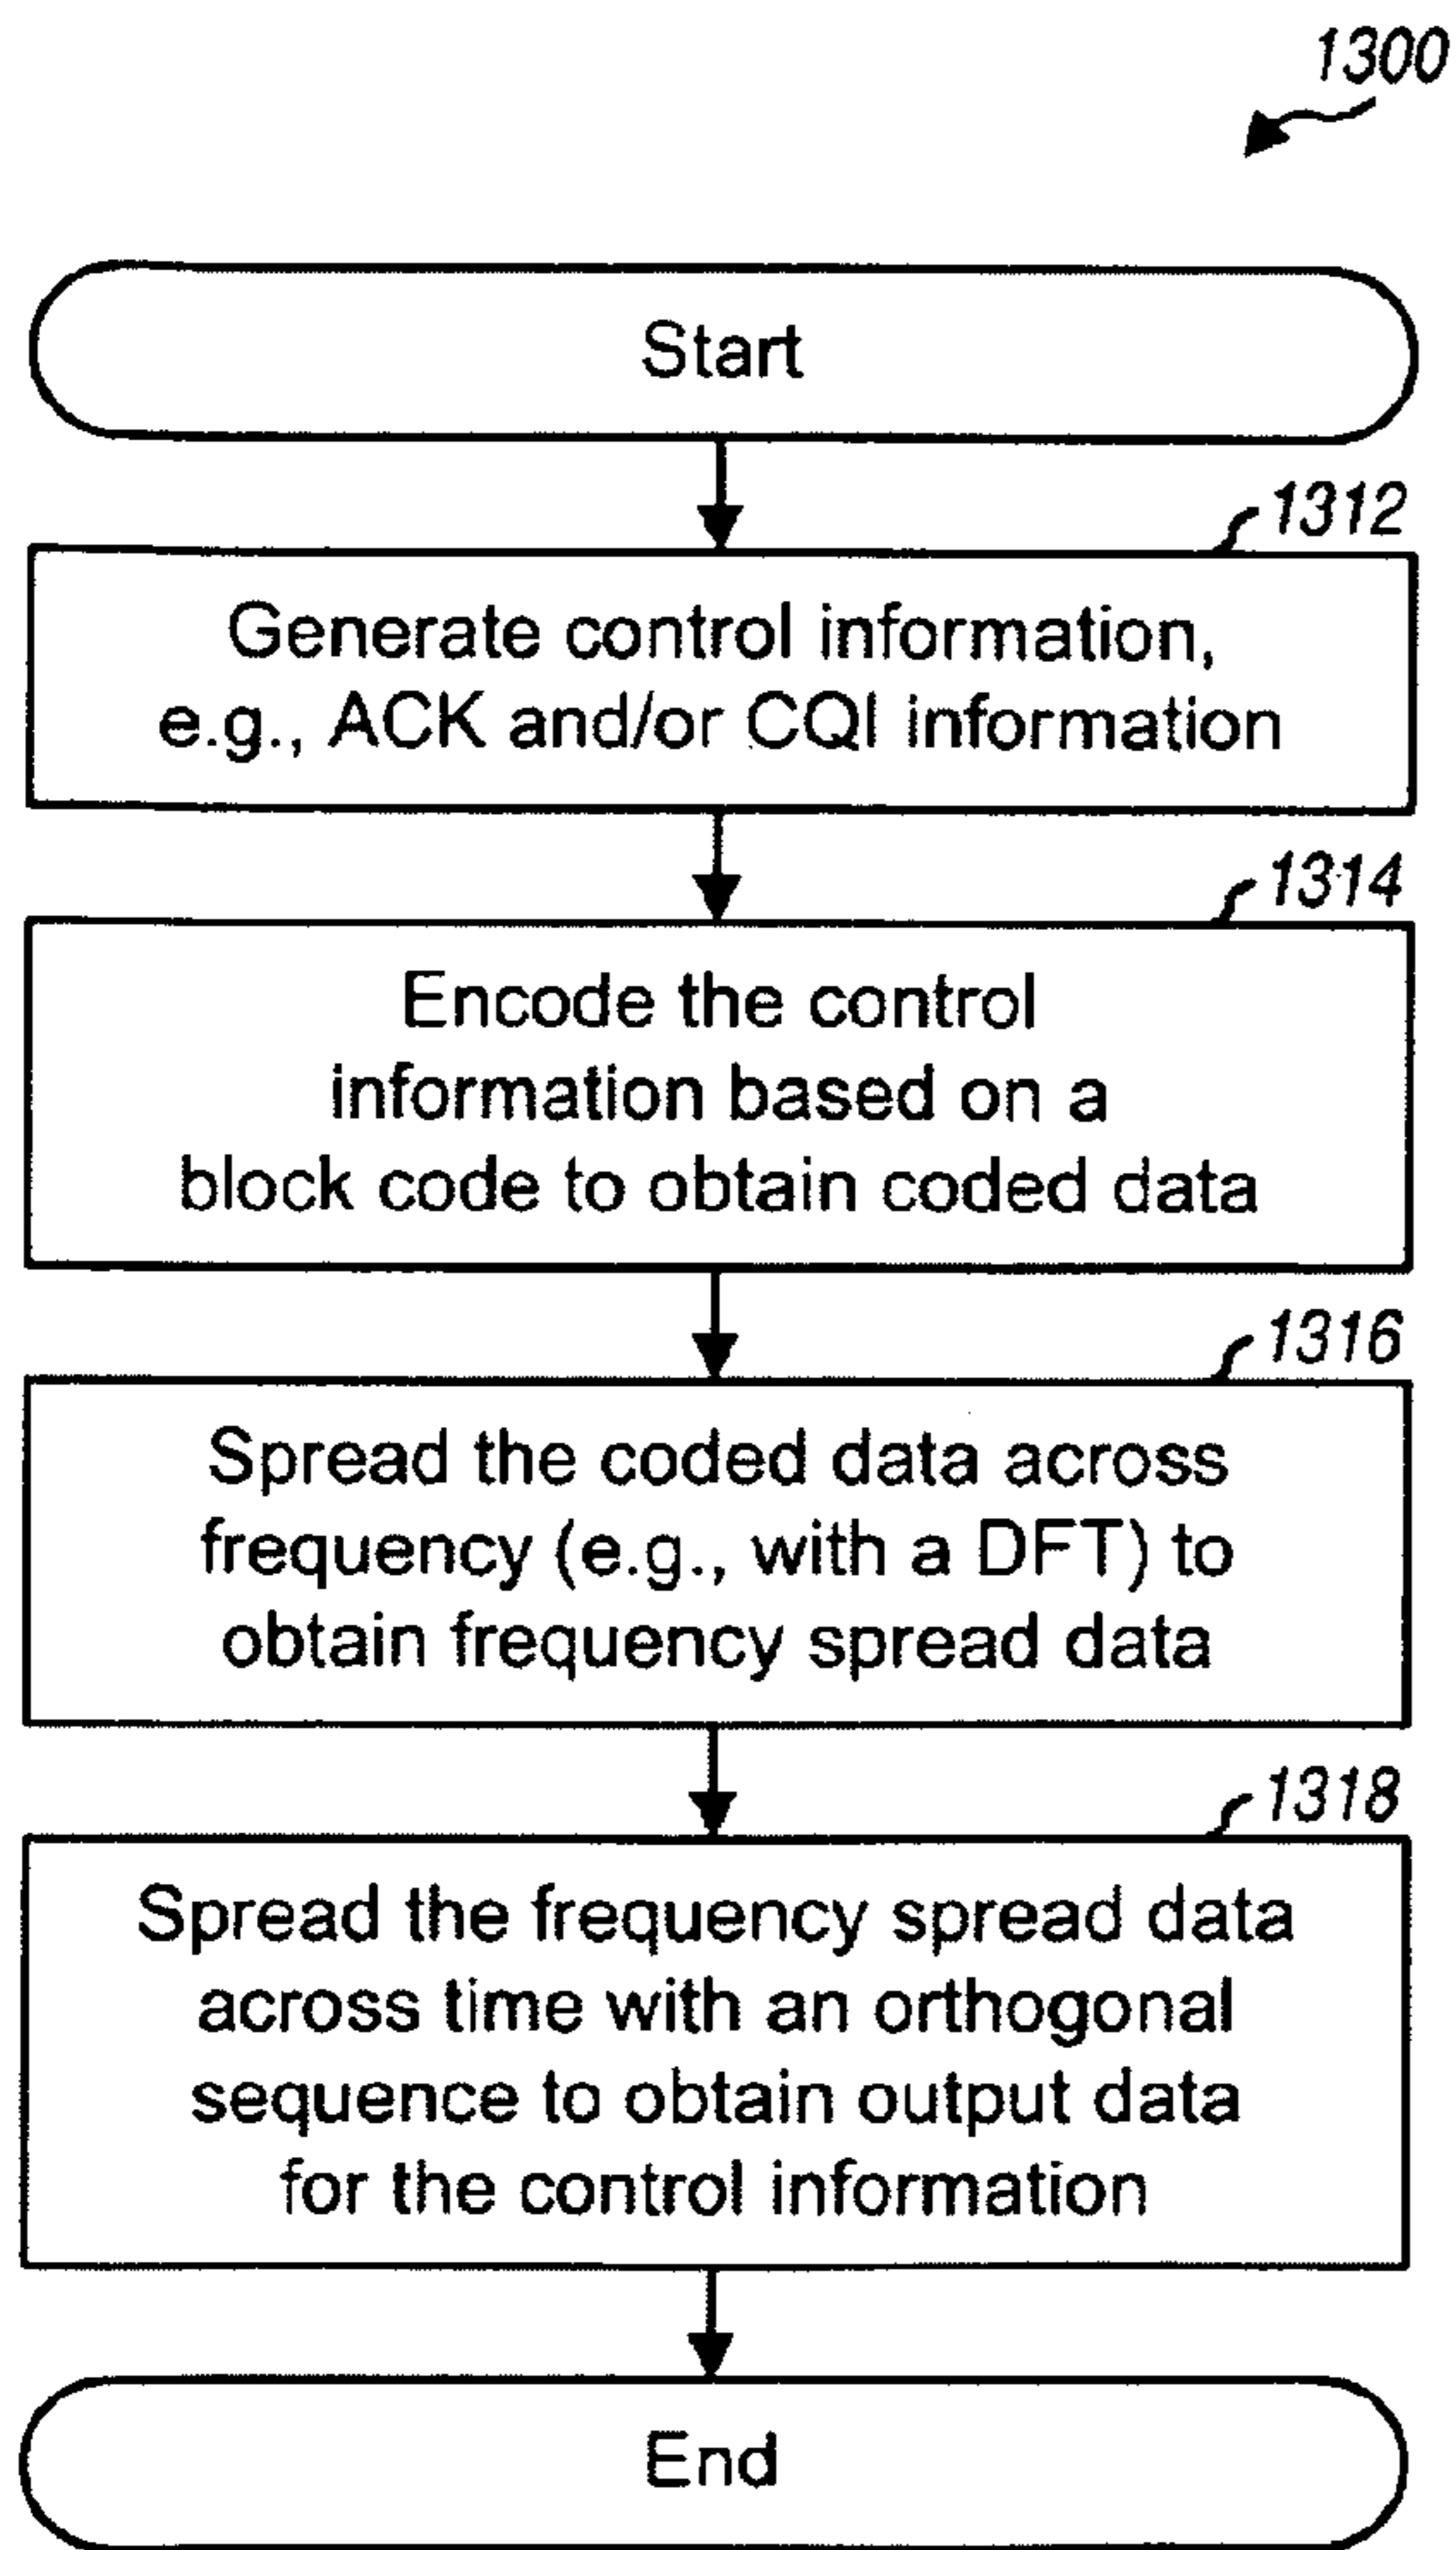 1300
Start
1312
Generate control information,
e.g., ACK and/or CQI information
1314
Encode the control
information based on a
block code to obtain coded data
1316
Spread the coded data across
frequency (e.g., with a DFT) to
obtain frequency spread data
1318
Spread the frequency spread data
across time with an orthogonal
sequence to obtain output data
for the control information
End